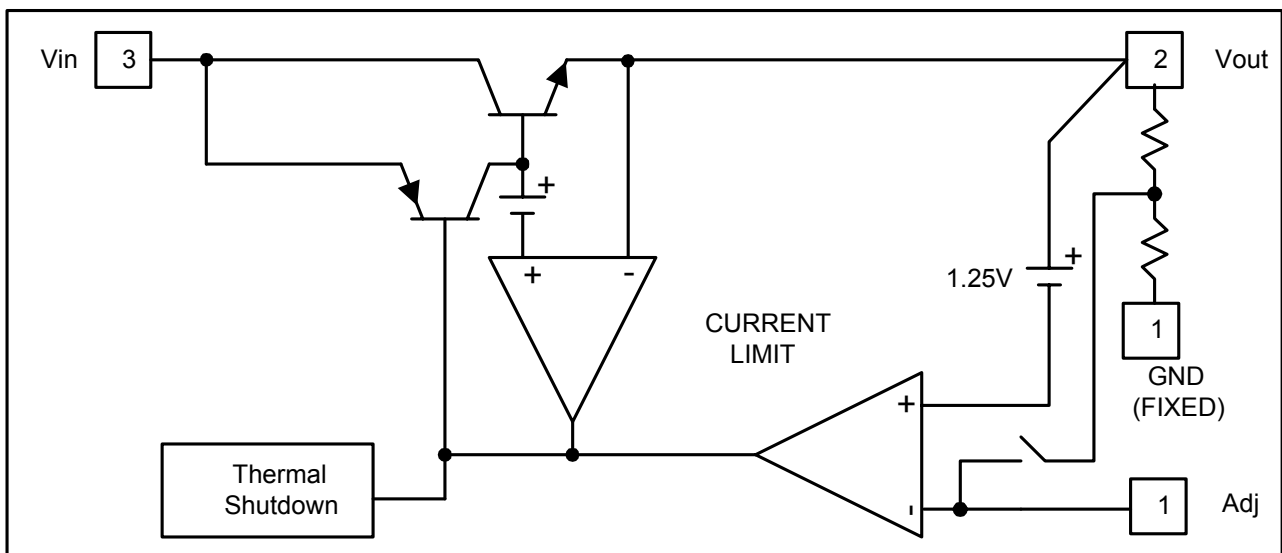 Vin 3
2 Vout
+
+ -
1.25V +
CURRENT
LIMIT
1
GND
(FIXED)
+
Thermal
Shutdown
-
1 Adj